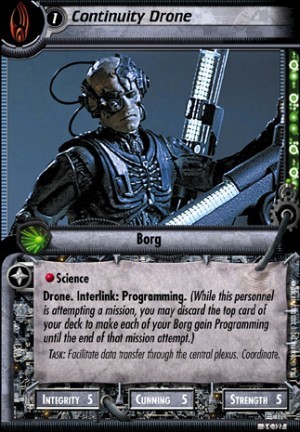 1 Continuity Drone
Borg
Science
Drone. Interlink: Programming. (While this personnel
is attempting a mission, you may discard the top card of
your deck to make each of your Borg gain Programming
until the end of that mission attempt.)
TASK: Facilitate data transfer through the central plexus. Coordinate.
INTEGRITY 5 CUNNING 5 STRENGTH 5